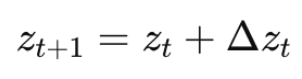 z_{t+1} = z_t + Δz_t